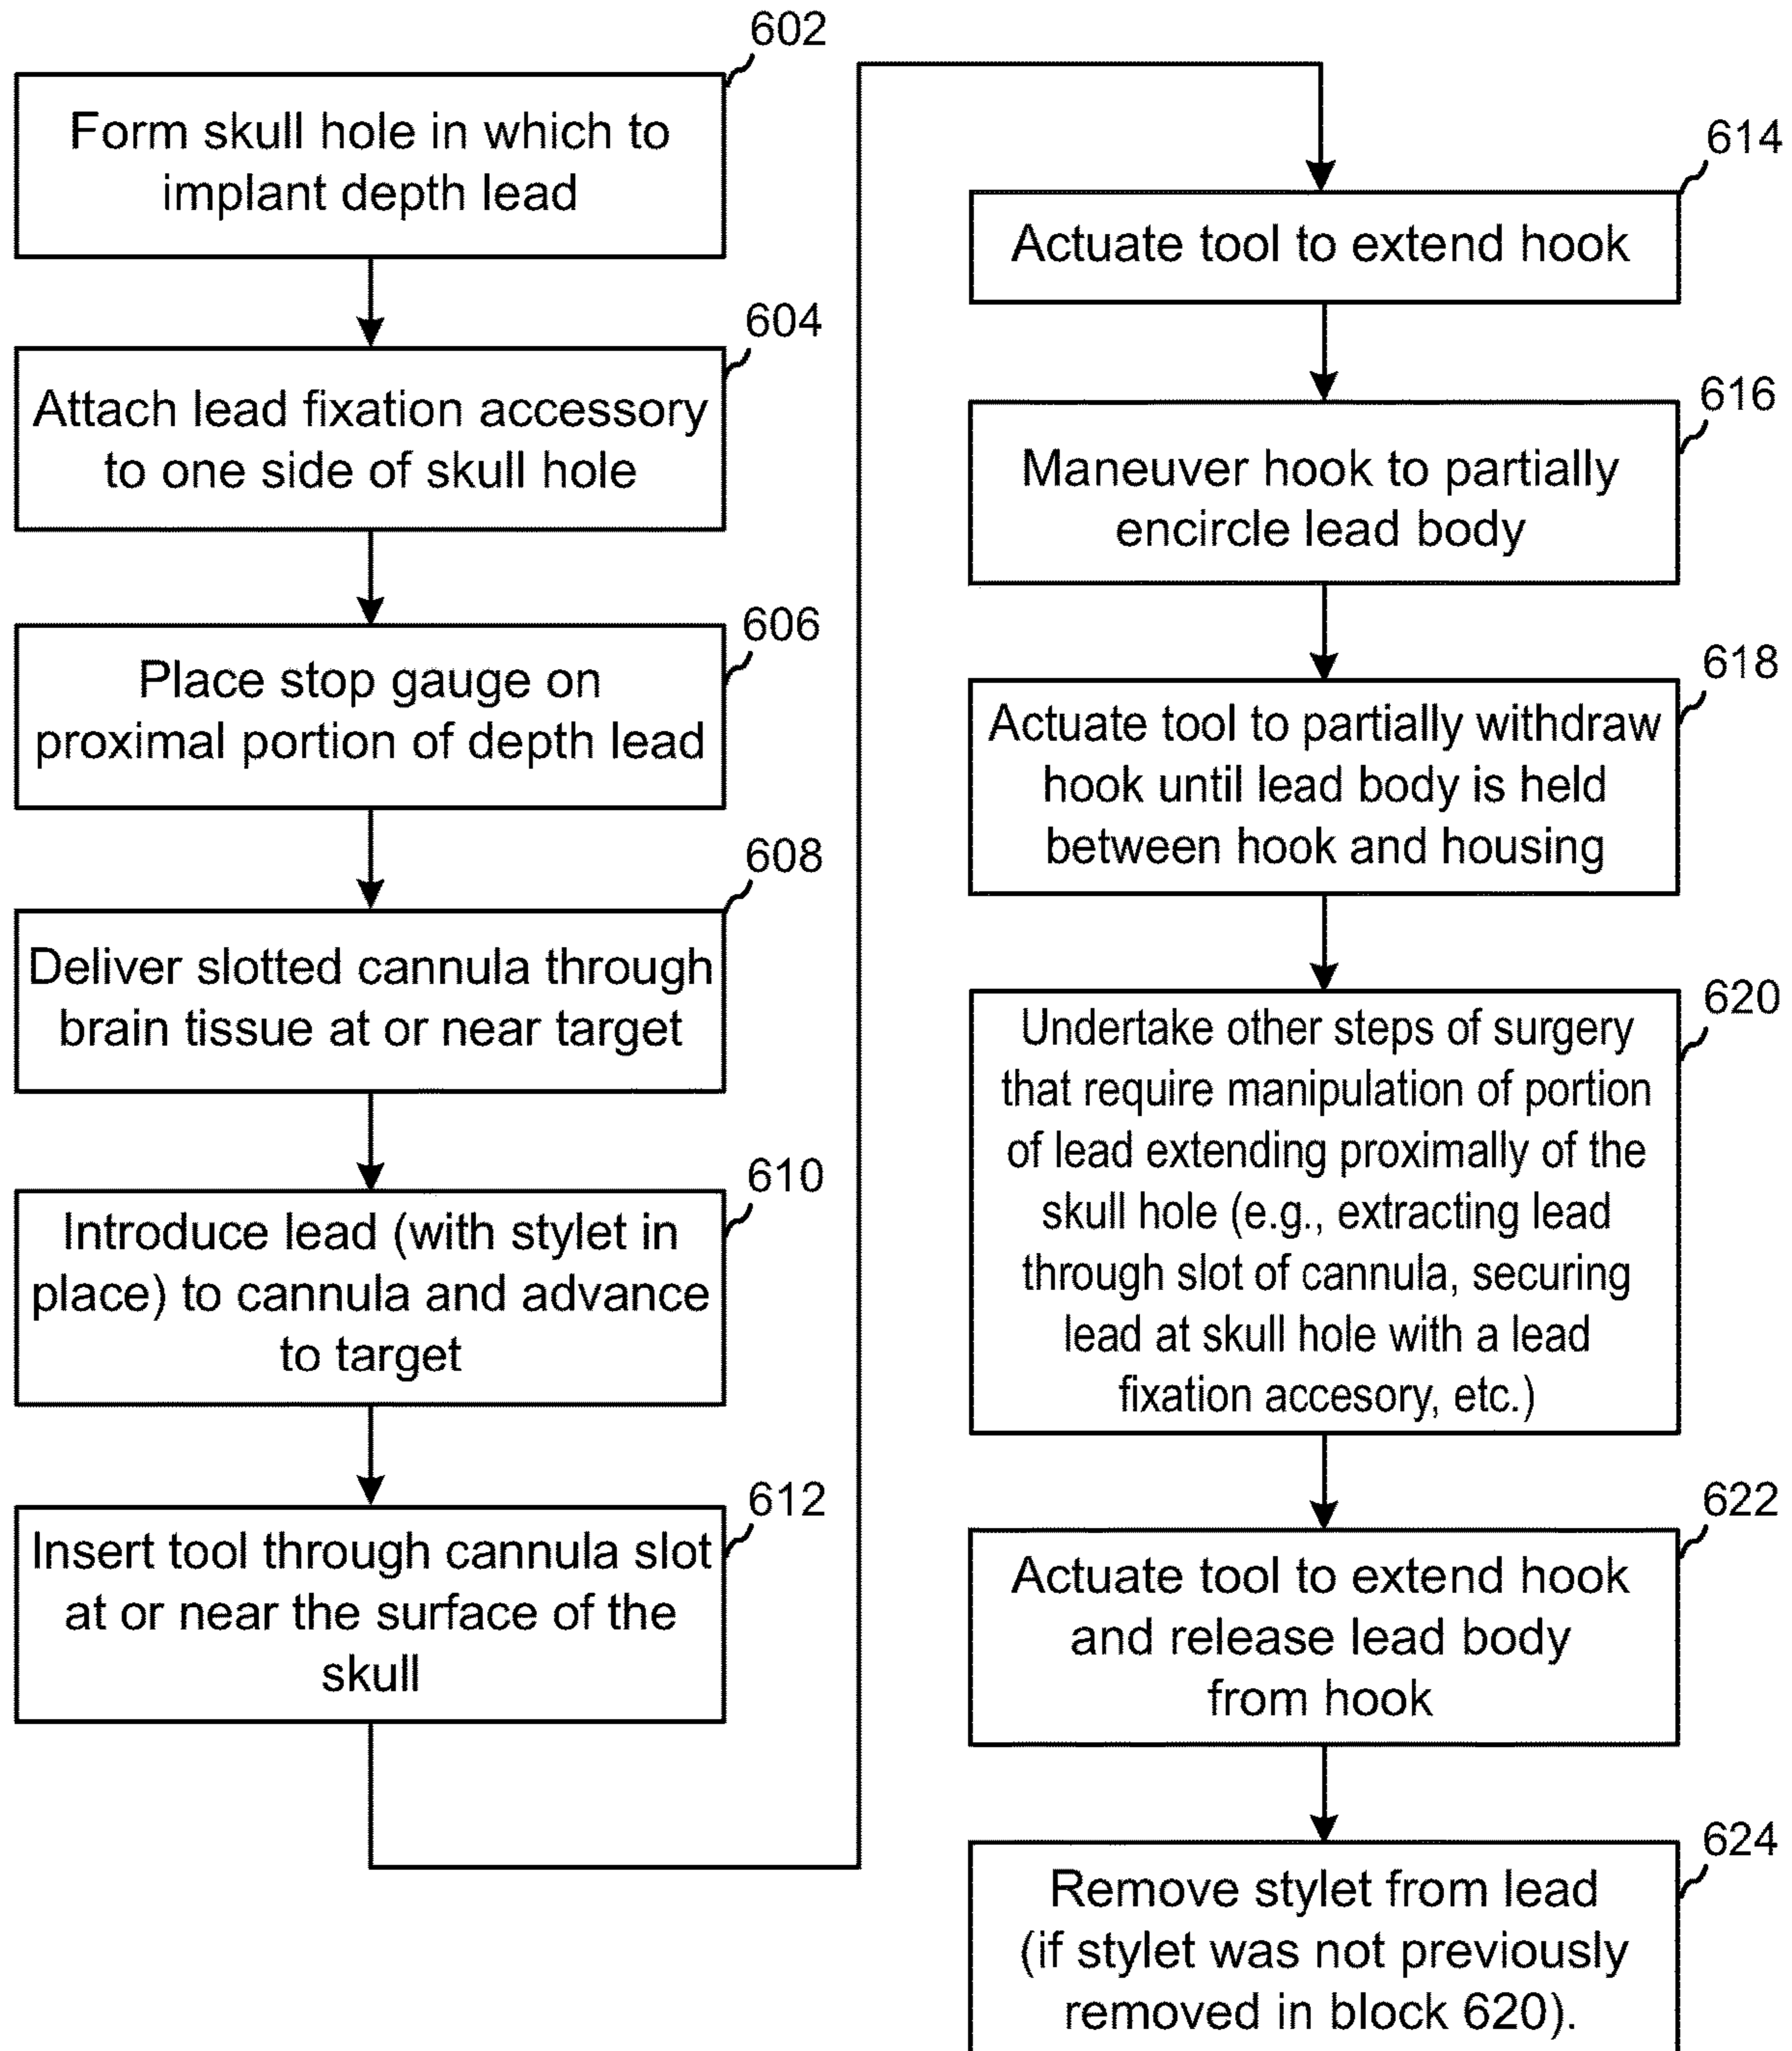 602
Form skull hole in which to
implant depth lead
604
Attach lead fixation accessory
to one side of skull hole
606
Place stop gauge on
proximal portion of depth lead
608
Deliver slotted cannula through
brain tissue at or near target
610
Introduce lead (with stylet in
place) to cannula and advance
to target
612
Insert tool through cannula slot
at or near the surface of the
skull
614
Actuate tool to extend hook
616
Maneuver hook to partially
encircle lead body
618
Actuate tool to partially withdraw
hook until lead body is held
between hook and housing
620
Undertake other steps of surgery
that require manipulation of portion
of lead extending proximally of the
skull hole (e.g., extracting lead
through slot of cannula, securing
lead at skull hole with a lead
fixation accesory, etc.)
622
Actuate tool to extend hook
and release lead body
from hook
624
Remove stylet from lead
(if stylet was not previously
removed in block 620).